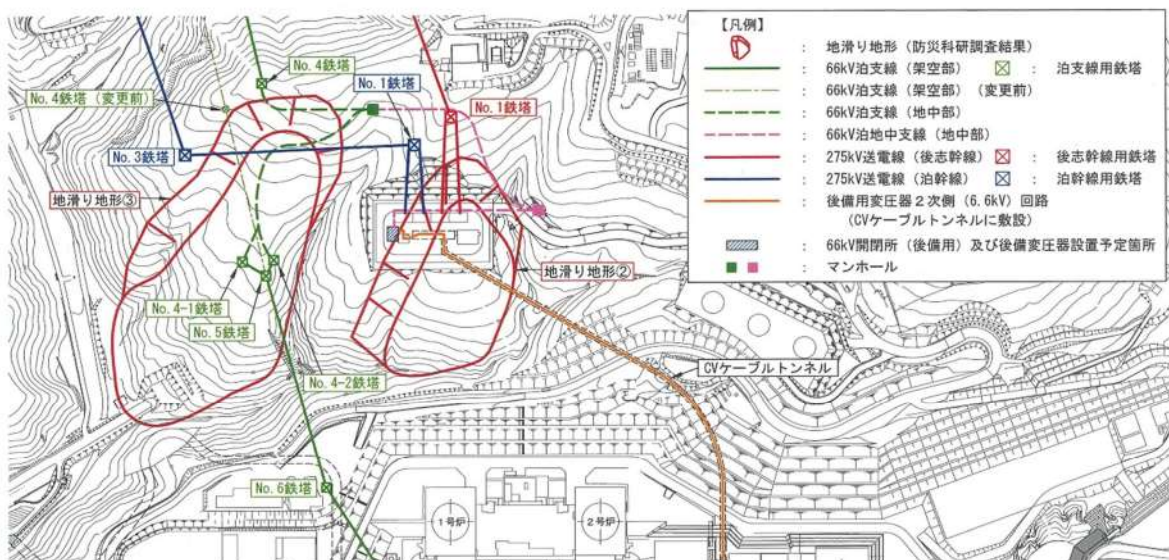 【凡例】
： 地滑り地形（防災科研調査結果）
： 66kV泊支線（架空部） ： 泊支線用鉄塔
： 66kV泊支線（架空部）（変更前）
： 66kV泊支線（地中部）
： 66kV泊地中支線（地中部）
： 275kV送電線（後志幹線） ： 後志幹線用鉄塔
： 275kV送電線（泊幹線） ： 泊幹線用鉄塔
： 後備用変圧器２次側（6.6kV）回路
（CVケーブルトンネルに敷設）
： 66kV開閉所（後備用）及び後備変圧器設置予定箇所
： マンホール
No.4鉄塔
No.1鉄塔
No.4鉄塔（変更前）
No.1鉄塔
No.3鉄塔
地滑り地形③
地滑り地形②
No.4-1鉄塔
No.5鉄塔
No.4-2鉄塔
CVケーブルトンネル
No.6鉄塔
１号炉
２号炉